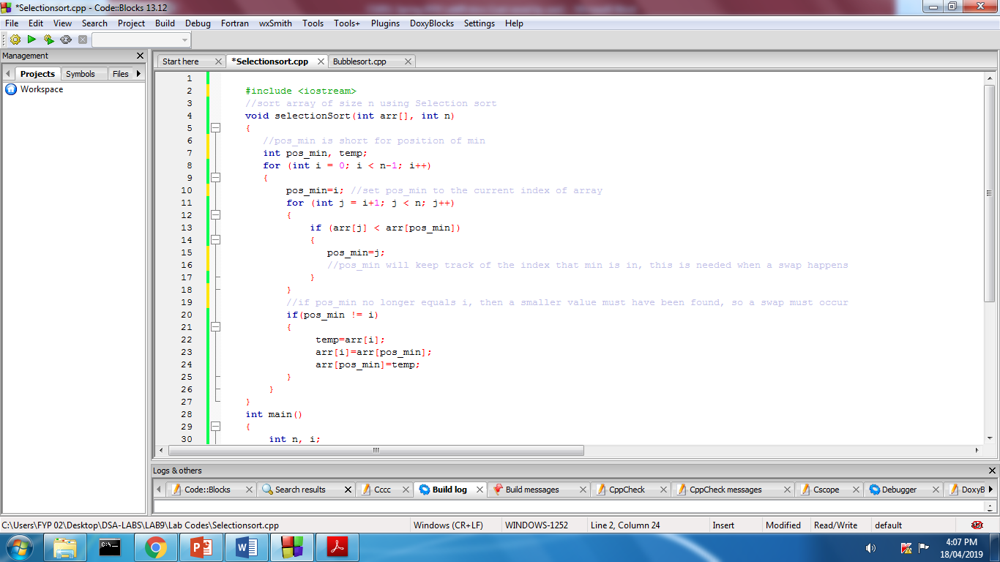 *Selectionsort.cpp - Code::Blocks 13.12
File Edit View Search Project Build Debug Fortran wxSmith Tools Tools+ Plugins DoxyBlocks Settings Help
Management
Projects Symbols Files
Workspace
Start here *Selectionsort.cpp Bubblesort.cpp
1
2 #include <iostream>
3 //sort array of size n using Selection sort
4 void selectionSort(int arr[], int n)
5 {
6 //pos_min is short for position of min
7 int pos_min, temp;
8 for (int i = 0; i < n-1; i++)
9 {
10 pos_min=i; //set pos_min to the current index of array
11 for (int j = i+1; j < n; j++)
12 {
13 if (arr[j] < arr[pos_min])
14 {
15 pos_min=j;
16 //pos_min will keep track of the index that min is in, this is needed when a swap happens
17 }
18 }
19 //if pos_min no longer equals i, then a smaller value must have been found, so a swap must occur
20 if(pos_min != i)
21 {
22 temp=arr[i];
23 arr[i]=arr[pos_min];
24 arr[pos_min]=temp;
25 }
26 }
27 }
28 int main()
29 {
30 int n, i;
Logs & others
Code::Blocks Search results Cccc Build log Build messages CppCheck CppCheck messages Cscope Debugger DoxyB
C:\Users\FYP 02\Desktop\DSA-LABS\LAB9\Lab Codes\Selectionsort.cpp Windows (CR+LF) WINDOWS-1252 Line 2, Column 24 Insert Modified Read/Write default abc
4:07 PM
18/04/2019